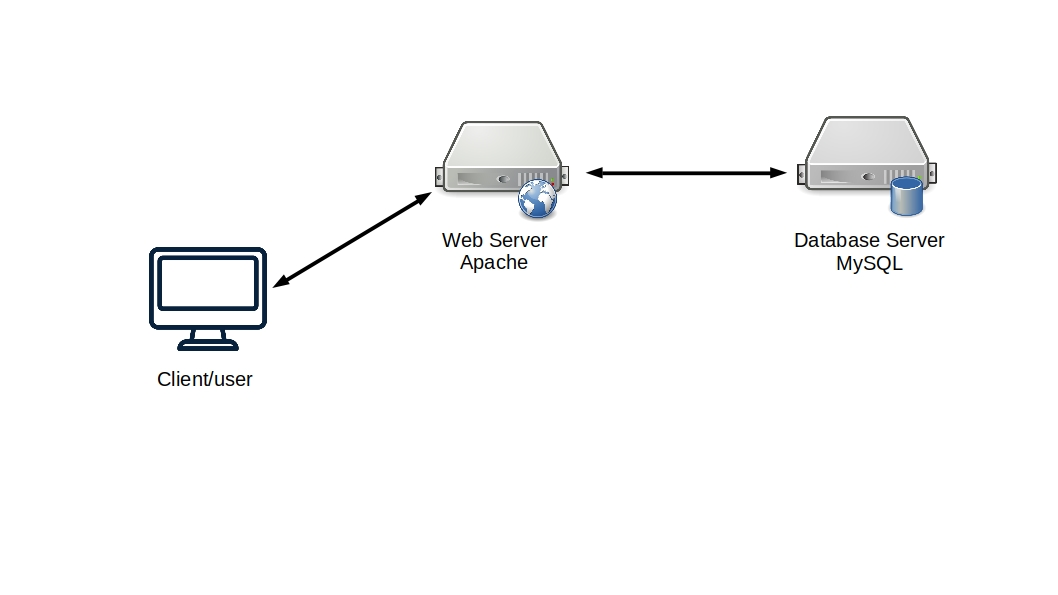 Web Server
Apache
Database Server
MySQL
Client/user